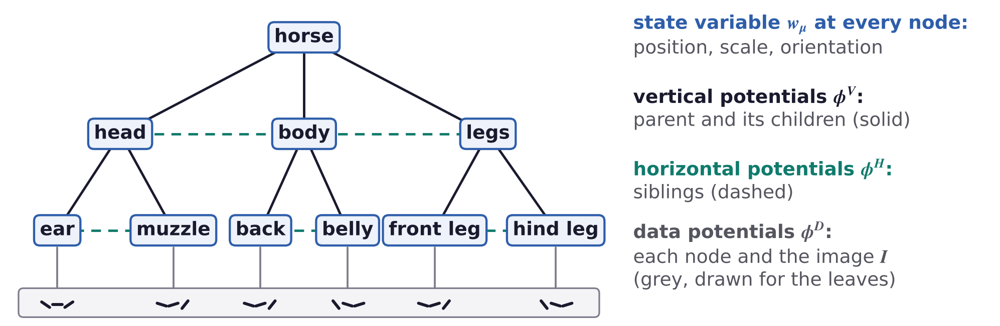 horse
head
body
legs
ear
muzzle
back
belly
front leg
hind leg
state variable w_μ at every node:
position, scale, orientation
vertical potentials ϕ^V:
parent and its children (solid)
horizontal potentials ϕ^H:
siblings (dashed)
data potentials ϕ^D:
each node and the image I
(grey, drawn for the leaves)